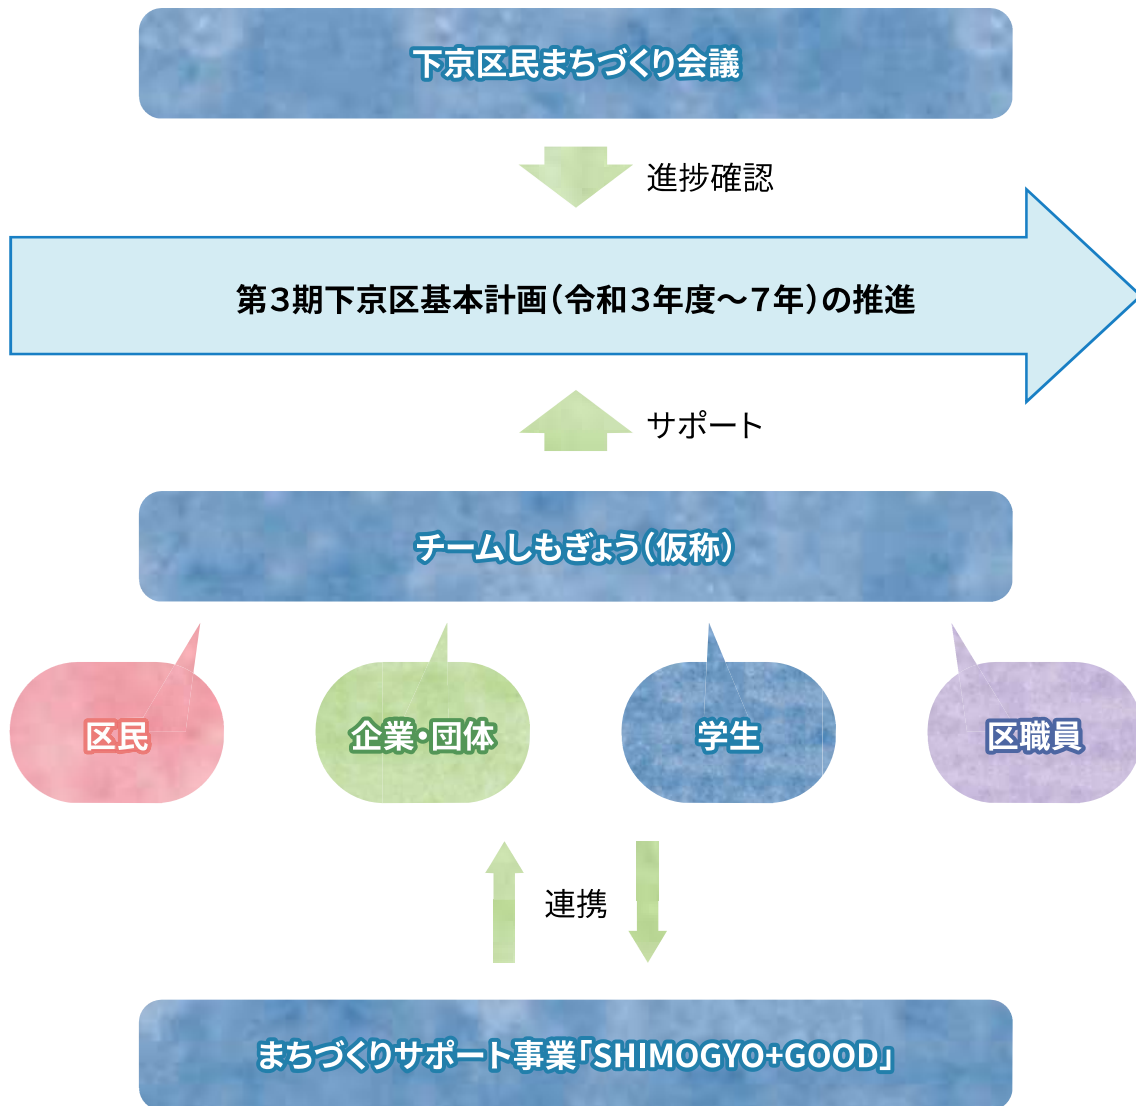 下京区民まちづくり会議
進捗確認
第３期下京区基本計画（令和３年度～７年）の推進
サポート
チームしもぎょう（仮称）
区民
企業・団体
学生
区職員
連携
まちづくりサポート事業「SHIMOGYO+GOOD」